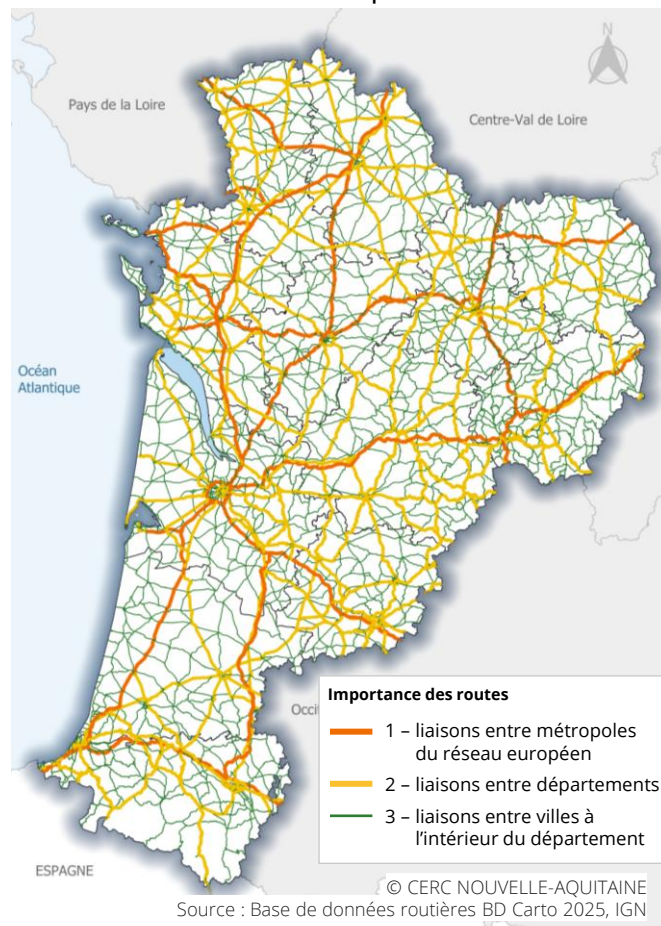 N
Pays de la Loire
Centre-Val de Loire
Océan
Atlantique
Importance des routes
1 – liaisons entre métropoles
du réseau européen
2 – liaisons entre départements
3 – liaisons entre villes à
l’intérieur du département
Occi
ESPAGNE
© CERC NOUVELLE-AQUITAINE
Source : Base de données routières BD Carto 2025, IGN